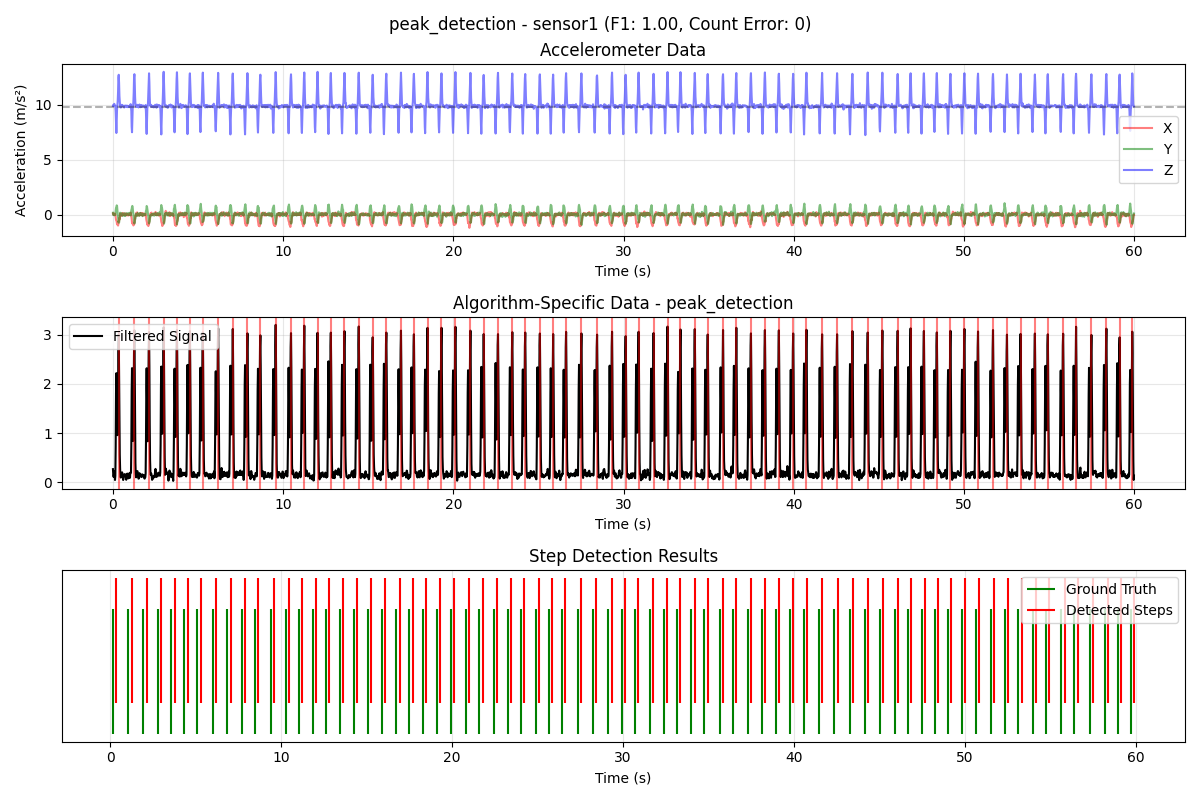 peak_detection - sensor1 (F1: 1.00, Count Error: 0)
Accelerometer Data
Acceleration (m/s²)
10
5
0
X
Y
Z
0 10 20 30 40 50 60
Time (s)
Algorithm-Specific Data - peak_detection
3
2
1
0
Filtered Signal
0 10 20 30 40 50 60
Time (s)
Step Detection Results
Ground Truth
Detected Steps
0 10 20 30 40 50 60
Time (s)